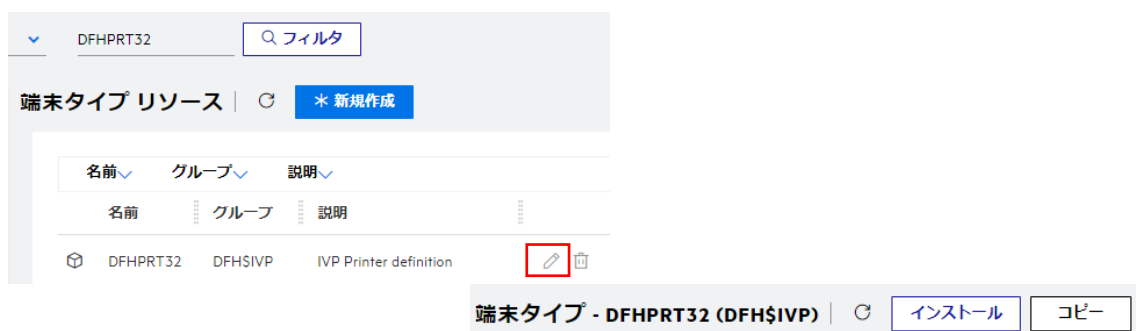 DFHPRT32 フィルタ
端末タイプ リソース 新規作成
名前 グループ 説明
名前 グループ 説明
DFHPRT32 DFH$IVP IVP Printer definition
端末タイプ - DFHPRT32 (DFH$IVP) インストール コピー